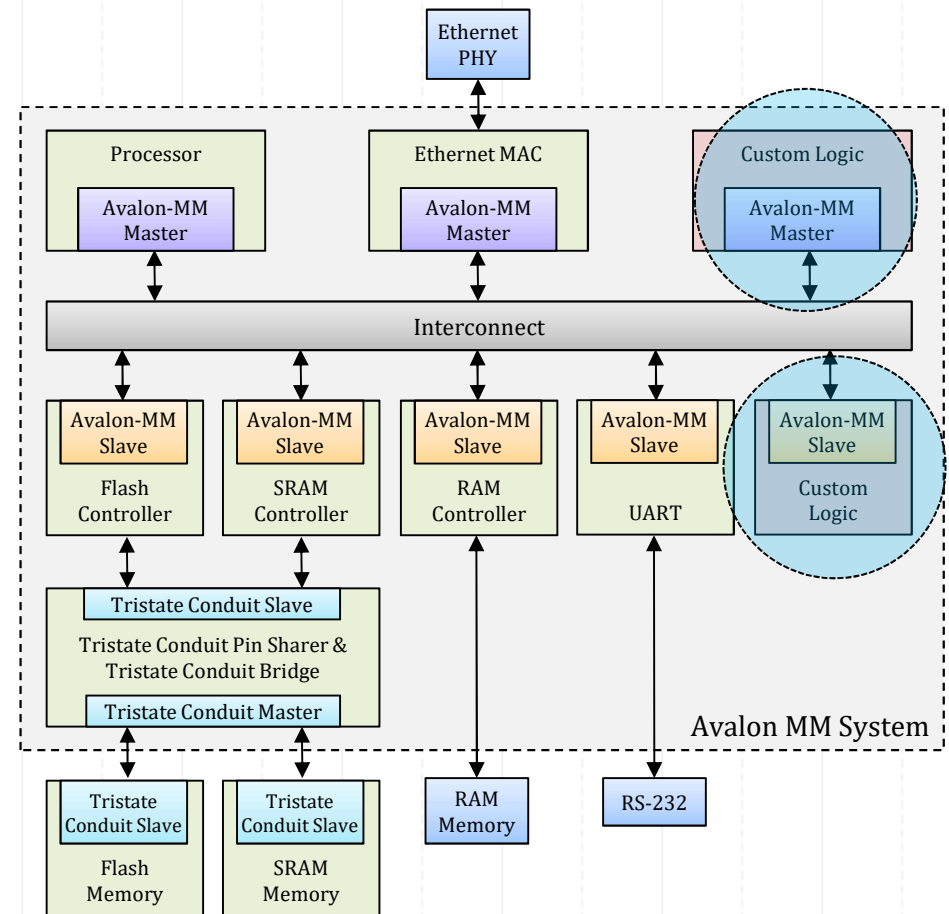 Ethernet
PHY
Processor
Avalon-MM
Master
Ethernet MAC
Avalon-MM
Master
Custom Logic
Avalon-MM
Master
Interconnect
Avalon-MM
Slave
Flash
Controller
Avalon-MM
Slave
SRAM
Controller
Avalon-MM
Slave
RAM
Controller
Avalon-MM
Slave
UART
Avalon-MM
Slave
Custom
Logic
Tristate Conduit Slave
Tristate Conduit Pin Sharer &
Tristate Conduit Bridge
Tristate Conduit Master
Avalon MM System
Tristate
Conduit Slave
Flash
Memory
Tristate
Conduit Slave
SRAM
Memory
RAM
Memory
RS-232